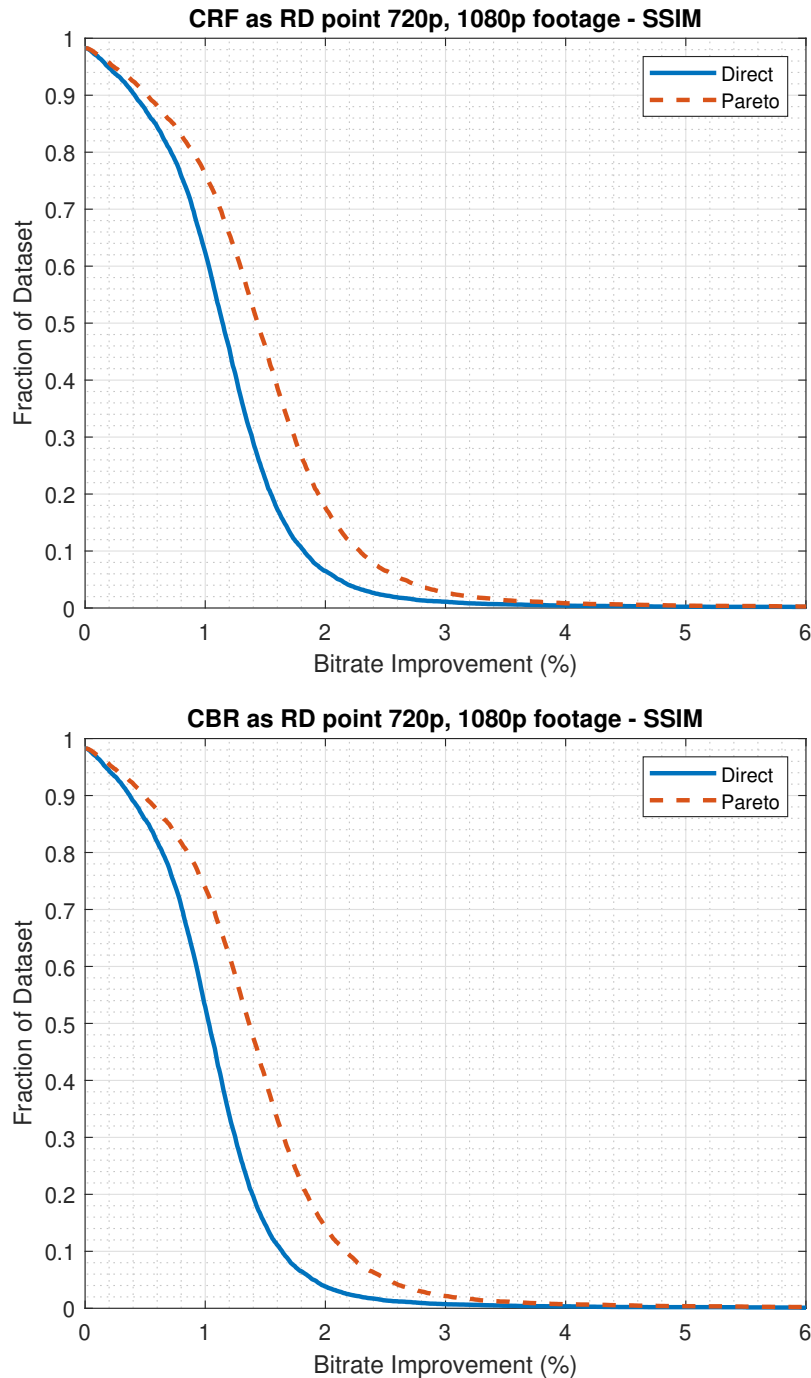 CRF as RD point 720p, 1080p footage - SSIM
1
0.9
0.8
0.7
0.6
0.5
0.4
0.3
0.2
0.1
0
Fraction of Dataset
Direct
Pareto
0 1 2 3 4 5 6
Bitrate Improvement (%)
CBR as RD point 720p, 1080p footage - SSIM
1
0.9
0.8
0.7
0.6
0.5
0.4
0.3
0.2
0.1
0
Fraction of Dataset
Direct
Pareto
0 1 2 3 4 5 6
Bitrate Improvement (%)